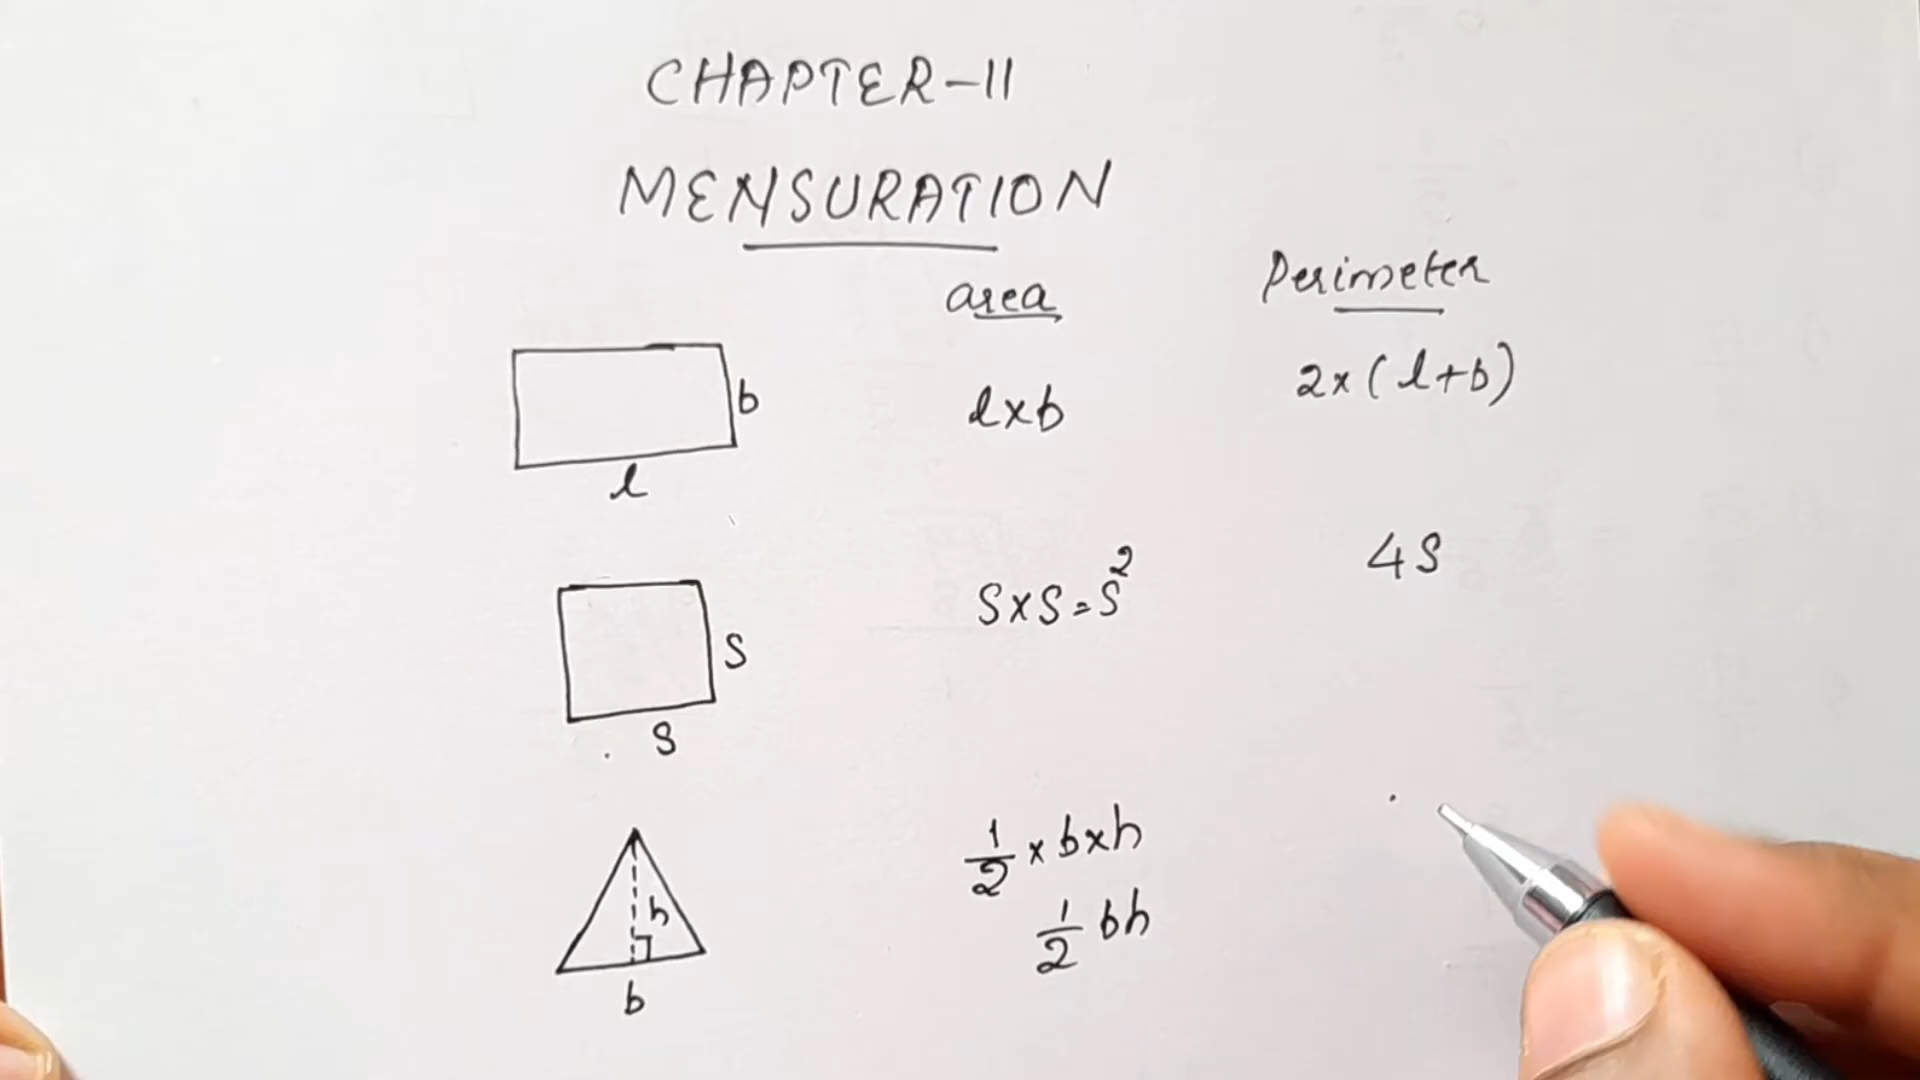 CHAPTER-11
MENSURATION
area
Perimeter
b
l×b
2×(l+b)
l
S×S=S²
4S
S
S
1/2 × b×h
h
1/2 bh
b